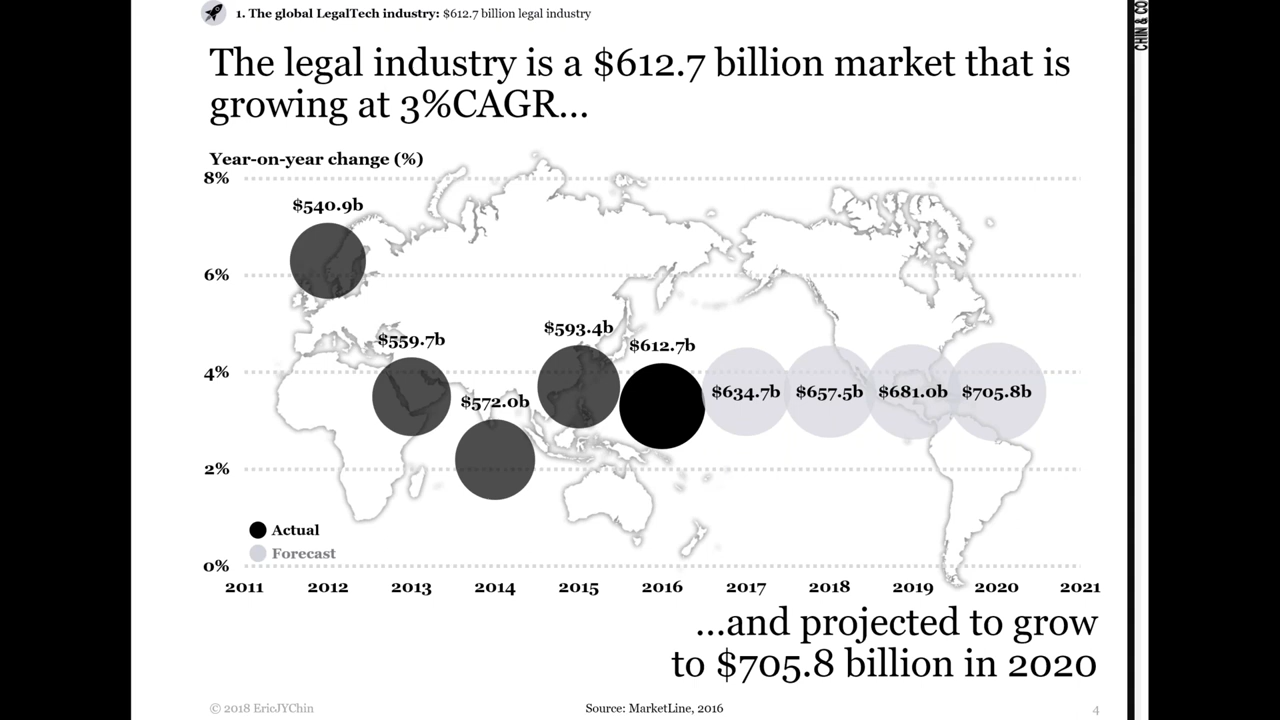 1. The global LegalTech industry: $612.7 billion legal industry
CHIN & CO
The legal industry is a $612.7 billion market that is
growing at 3%CAGR...
Year-on-year change (%)
8%
$540.9b
6%
$593.4b
$559.7b
$612.7b
4%
$572.0b
$634.7b $657.5b $681.0b $705.8b
2%
Actual
Forecast
0%
2011 2012 2013 2014 2015 2016 2017 2018 2019 2020 2021
...and projected to grow
to $705.8 billion in 2020
© 2018 EricJYChin Source: MarketLine, 2016 4